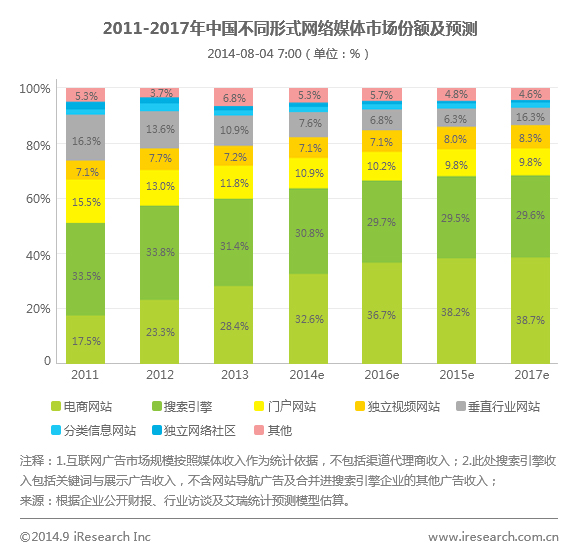 2011-2017年中国不同形式网络媒体市场份额及预测
2014-08-04 7:00（单位：%）
100%
80%
60%
40%
20%
0
5.3% 3.7% 6.8% 5.3% 5.7% 4.8% 4.6%
16.3% 13.6% 10.9% 7.6% 6.8% 6.3% 16.3%
7.1% 7.7% 7.2% 7.1% 7.1% 8.0% 8.3%
15.5% 13.0% 11.8% 10.9% 10.2% 9.8% 9.8%
33.5% 33.8% 31.4% 30.8% 29.7% 29.5% 29.6%
17.5% 23.3% 28.4% 32.6% 36.7% 38.2% 38.7%
2011 2012 2013 2014e 2016e 2015e 2017e
电商网站 搜索引擎 门户网站 独立视频网站 垂直行业网站
分类信息网站 独立网络社区 其他
注释：1.互联网广告市场规模按照媒体收入作为统计依据，不包括渠道代理商收入；2.此处搜索引擎收
入包括关键词与展示广告收入，不含网站导航广告及合并进搜索引擎企业的其他广告收入；
来源：根据企业公开财报、行业访谈及艾瑞统计预测模型估算。
©2014.9 iResearch Inc www.iresearch.com.cn